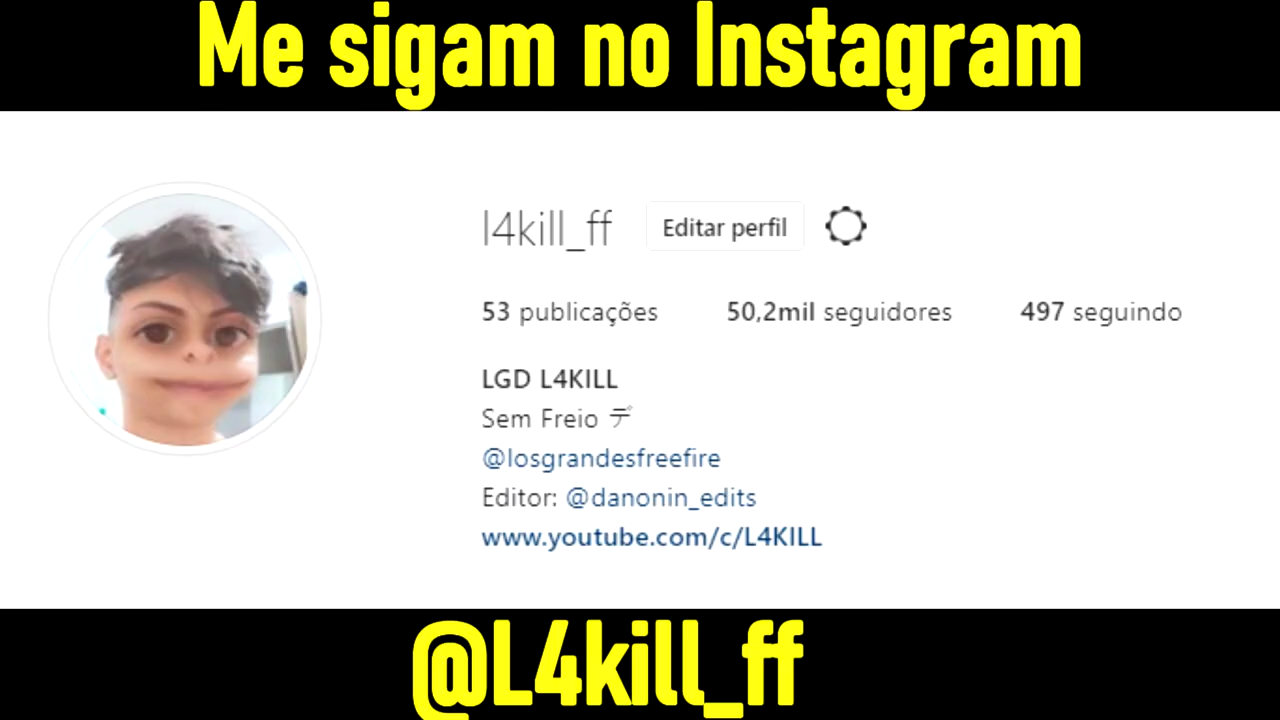 Me sigam no Instagram
l4kill_ff Editar perfil
53 publicações 50,2mil seguidores 497 seguindo
LGD L4KILL
Sem Freio デ
@losgrandesfreefire
Editor: @danonin_edits
www.youtube.com/c/L4KILL
@L4kill_ff